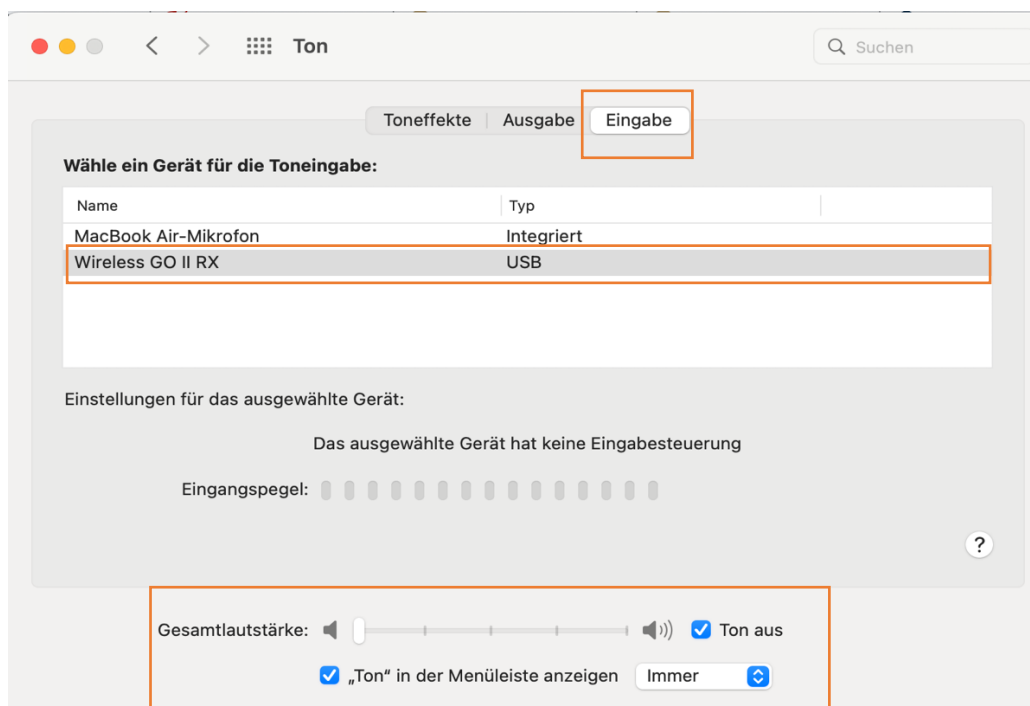 Ton
Suchen
Toneffekte Ausgabe Eingabe
Wähle ein Gerät für die Toneingabe:
Name Typ
MacBook Air-Mikrofon Integriert
Wireless GO II RX USB
Einstellungen für das ausgewählte Gerät:
Das ausgewählte Gerät hat keine Eingabesteuerung
Eingangspegel:
?
Gesamtlautstärke: Ton aus
„Ton“ in der Menüleiste anzeigen Immer